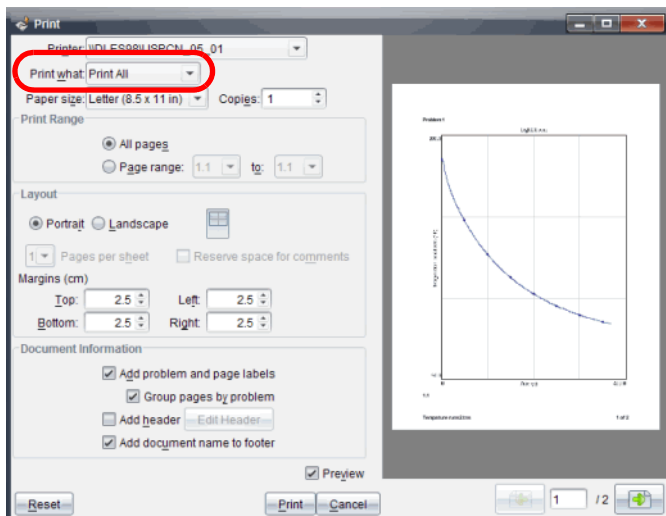 Print
Printer: \\DLES98\USPCN_05_01
Print what: Print All
Paper size: Letter (8.5 x 11 in) Copies: 1
Print Range
All pages
Page range: 1.1 to: 1.1
Layout
Portrait Landscape
1 Pages per sheet Reserve space for comments
Margins (cm)
Top: 2.5 Left: 2.5
Bottom: 2.5 Right: 2.5
Document Information
Add problem and page labels
Group pages by problem
Add header Edit Header
Add document name to footer
Preview
Reset Print Cancel
Problem 1
1 of 2
1 / 2